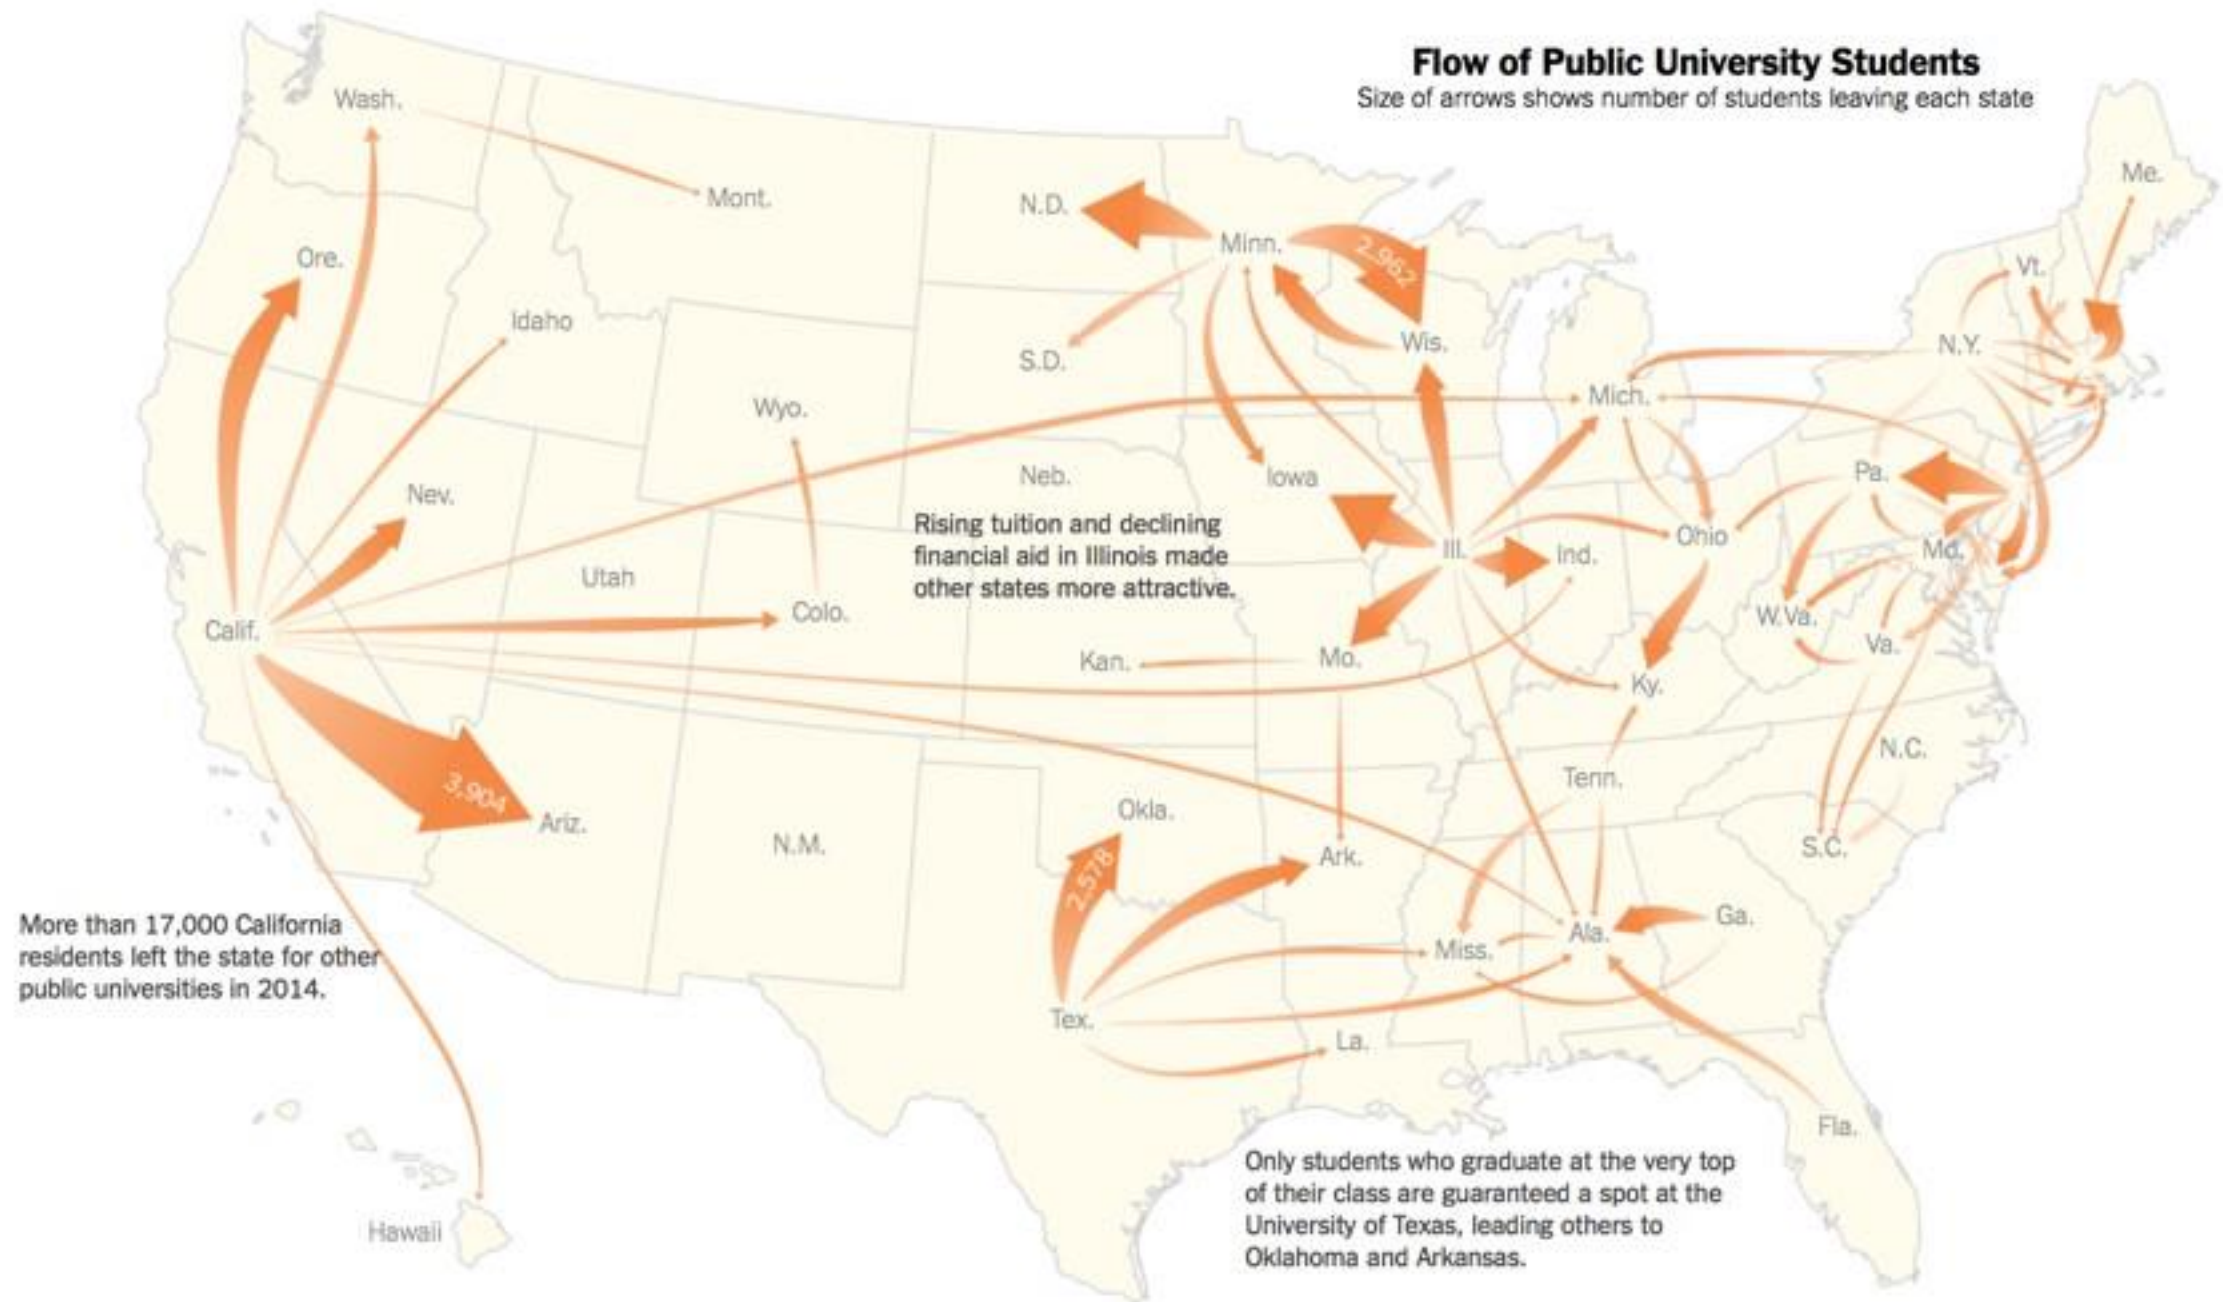 Flow of Public University Students
Size of arrows shows number of students leaving each state
Wash.
Mont.
N.D.
Minn.
2,962
Me.
Ore.
Vt.
Idaho
S.D.
Wis.
N.Y.
Wyo.
Mich.
Nev.
Neb.
Iowa
Pa.
Rising tuition and declining
financial aid in Illinois made
other states more attractive.
Utah
Ill.
Ind.
Ohio
Md.
Calif.
Colo.
W.Va.
Va.
Kan.
Mo.
Ky.
3,904
Ariz.
N.M.
Okla.
2,578
Ark.
Tenn.
N.C.
S.C.
More than 17,000 California
residents left the state for other
public universities in 2014.
Miss.
Ala.
Ga.
Tex.
La.
Fla.
Hawaii
Only students who graduate at the very top
of their class are guaranteed a spot at the
University of Texas, leading others to
Oklahoma and Arkansas.